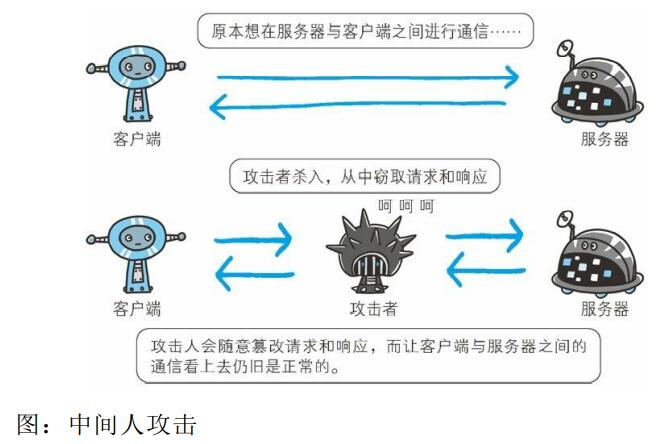 原本想在服务器与客户端之间进行通信……
客户端
服务器
攻击者杀入，从中窃取请求和响应
呵 呵 呵
客户端
攻击者
服务器
攻击人会随意篡改请求和响应，而让客户端与服务器之间的
通信看上去仍旧是正常的。
图：中间人攻击